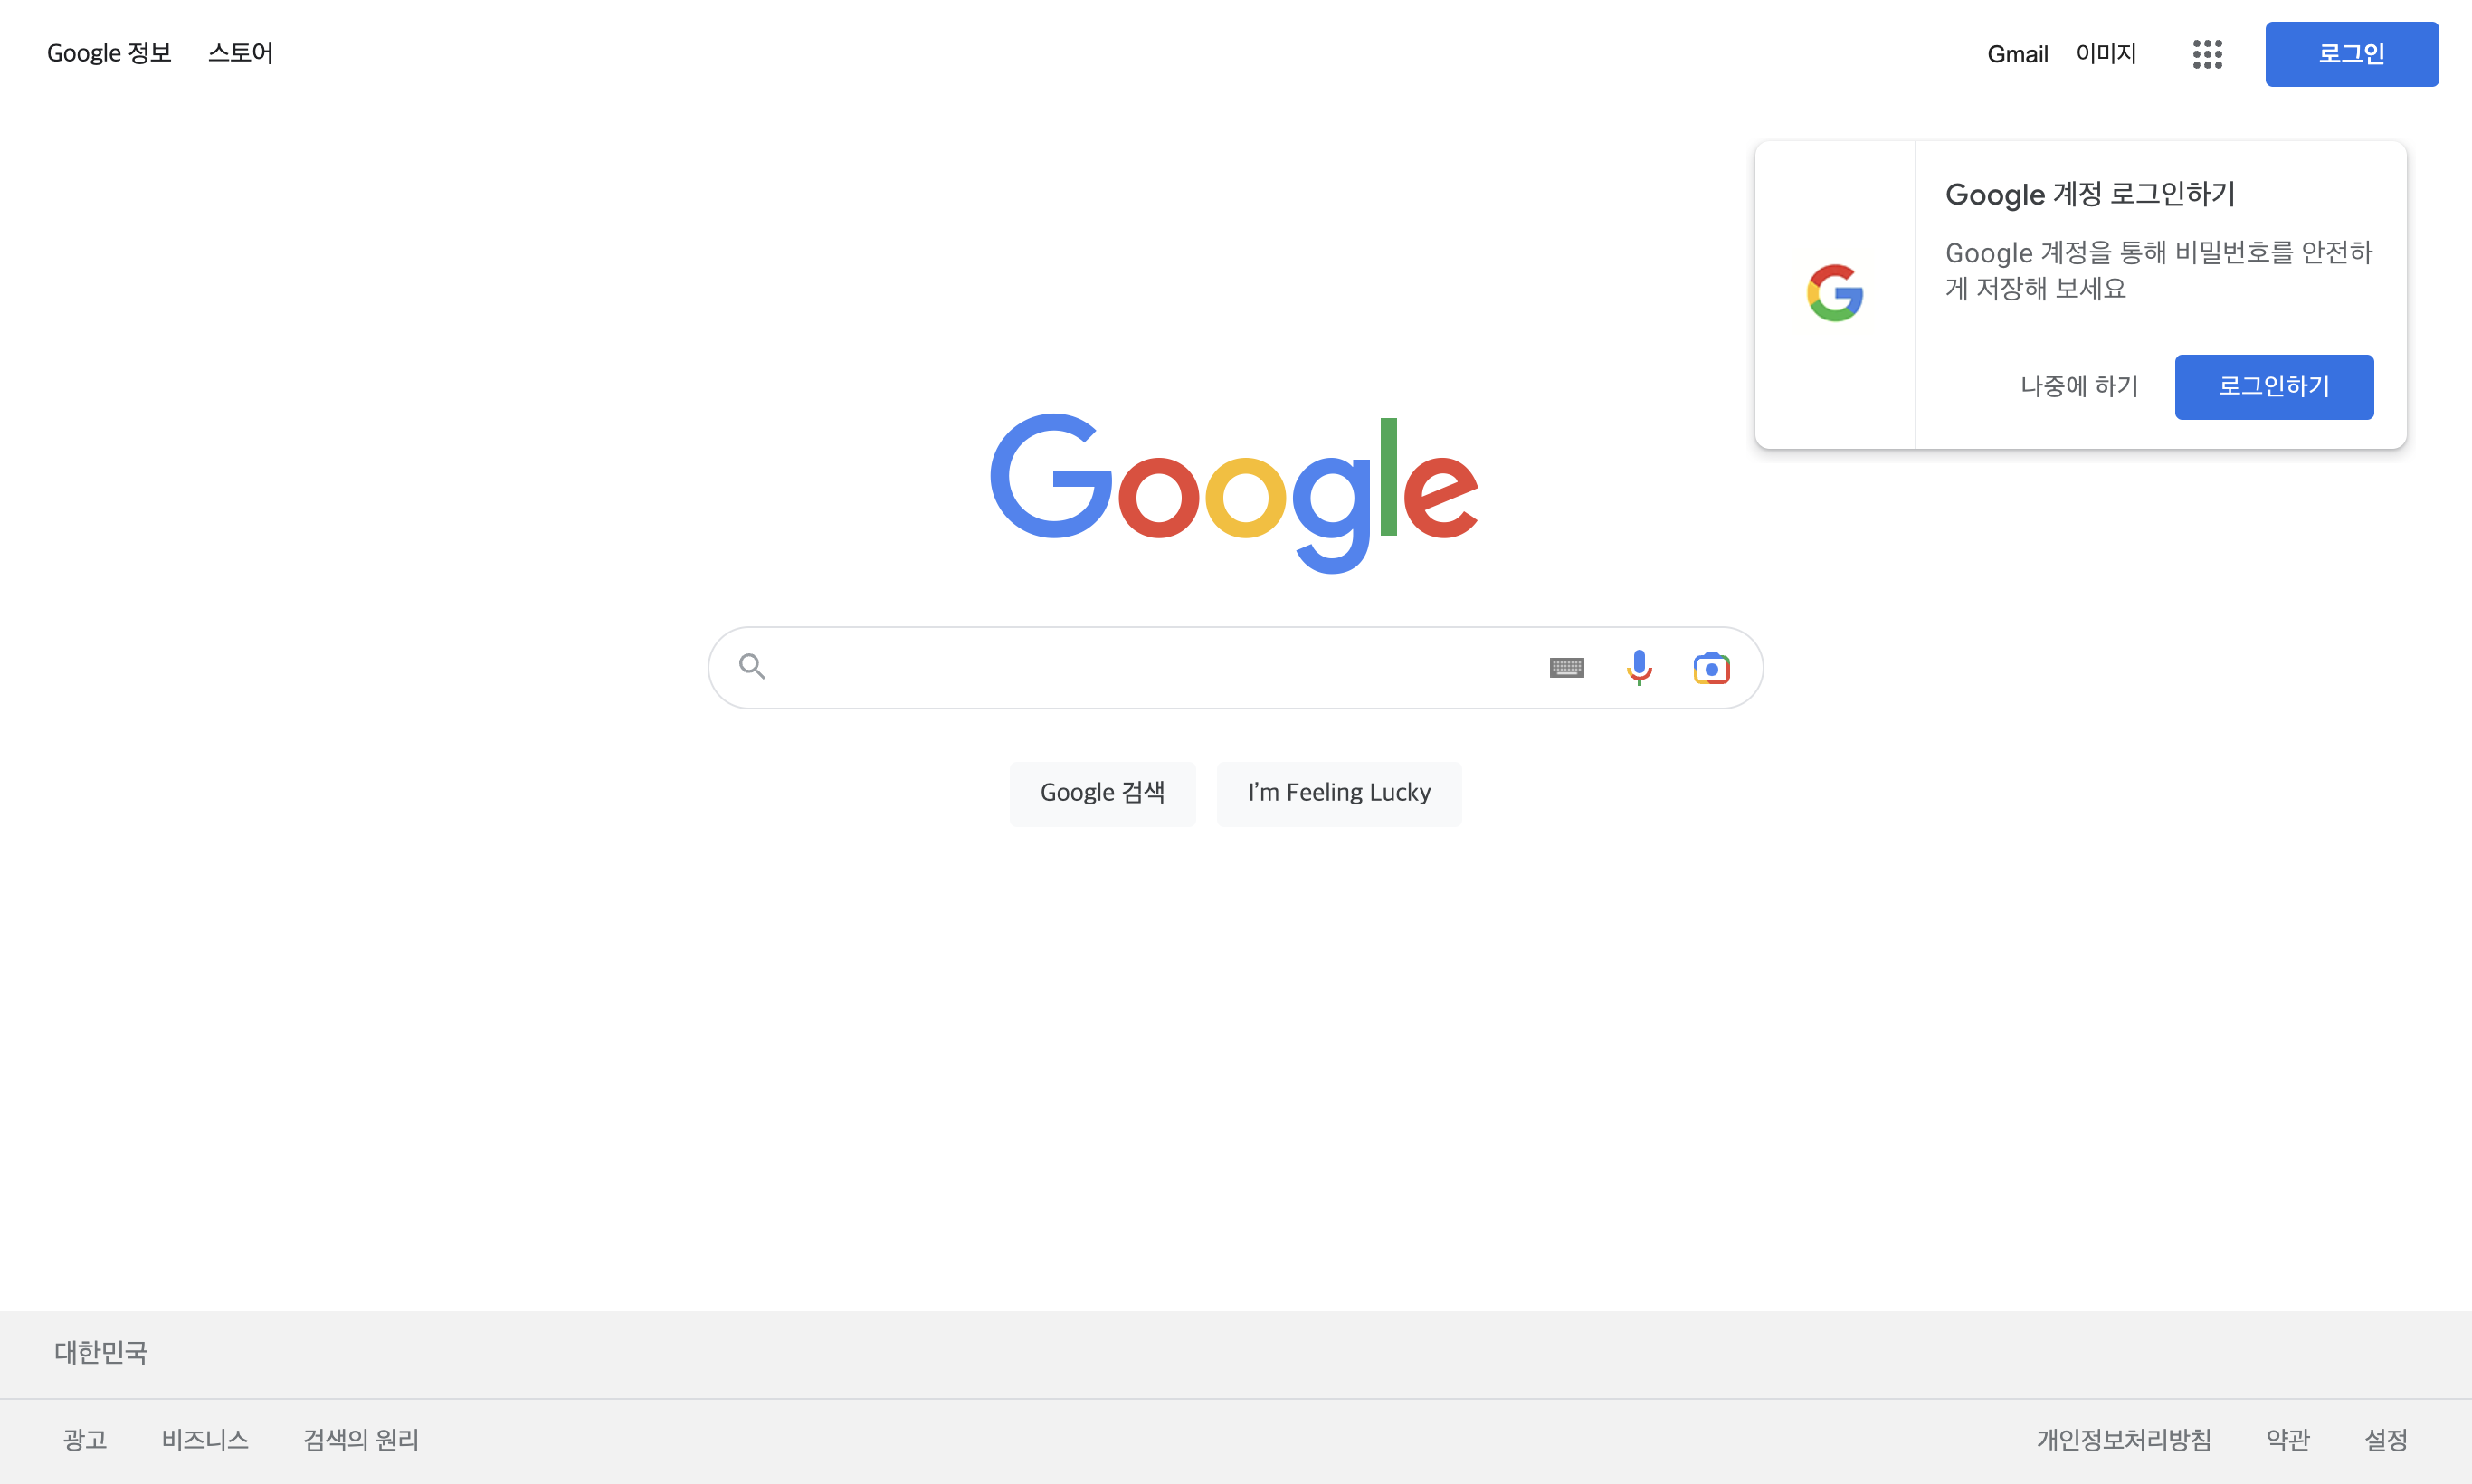 Google 정보 스토어
Gmail 이미지 로그인
Google 계정 로그인하기
Google 계정을 통해 비밀번호를 안전하
게 저장해 보세요
나중에 하기 로그인하기
Google
Google 검색 I'm Feeling Lucky
대한민국
광고 비즈니스 검색의 원리
개인정보처리방침 약관 설정